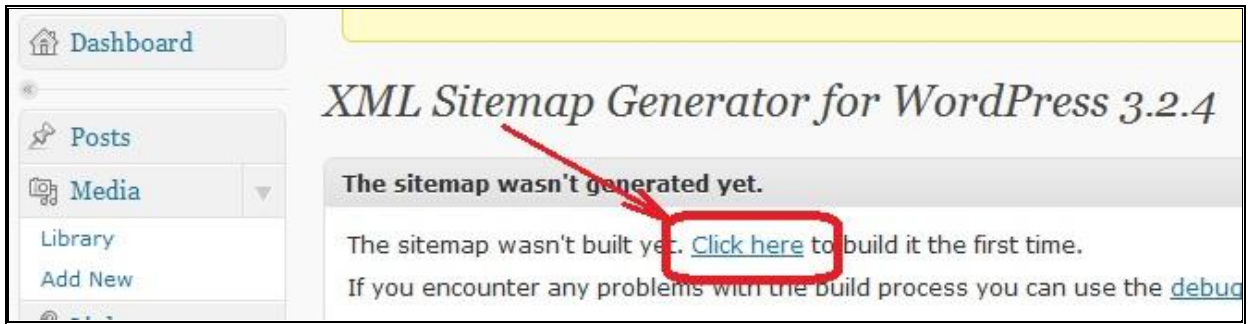 Dashboard
XML Sitemap Generator for WordPress 3.2.4
Posts
Media
Library
Add New
The sitemap wasn't generated yet.
The sitemap wasn't built yet. Click here to build it the first time.
If you encounter any problems with the build process you can use the debug